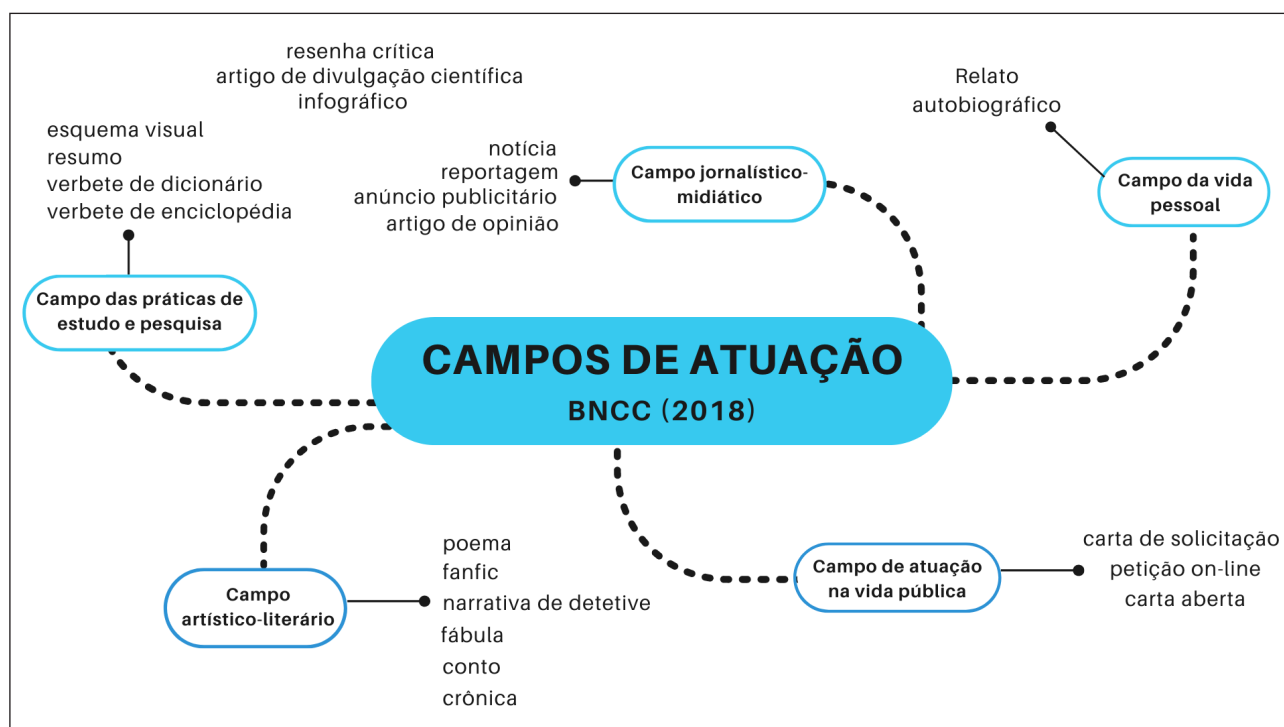 resenha crítica
artigo de divulgação científica
infográfico
Relato
autobiográfico
esquema visual
resumo
verbete de dicionário
verbete de enciclopédia
notícia
reportagem
anúncio publicitário
artigo de opinião
Campo jornalístico-
midiático
Campo da vida
pessoal
Campo das práticas de
estudo e pesquisa
CAMPOS DE ATUAÇÃO
BNCC (2018)
Campo
artístico-literário
poema
fanfic
narrativa de detetive
fábula
conto
crônica
Campo de atuação
na vida pública
carta de solicitação
petição on-line
carta aberta